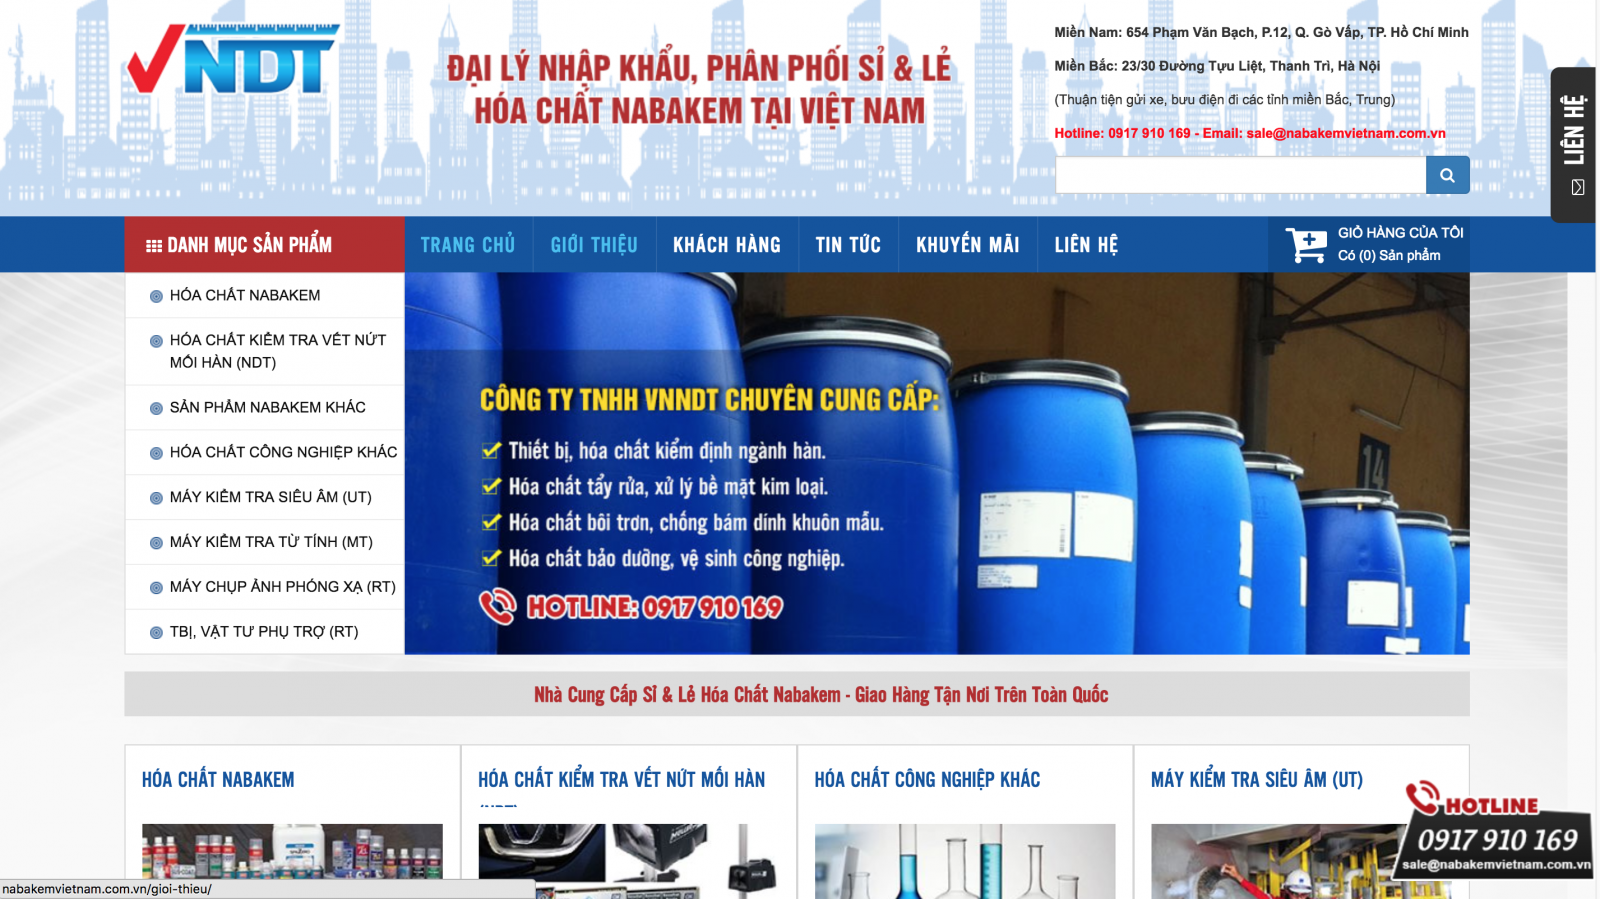 VNDT
ĐẠI LÝ NHẬP KHẨU, PHÂN PHỐI SỈ & LẺ
HÓA CHẤT NABAKEM TẠI VIỆT NAM
Miền Nam: 654 Phạm Văn Bạch, P.12, Q. Gò Vấp, TP. Hồ Chí Minh
Miền Bắc: 23/30 Đường Tựu Liệt, Thanh Trì, Hà Nội
(Thuận tiện gửi xe, bưu điện đi các tỉnh miền Bắc, Trung)
Hotline: 0917 910 169 - Email: sale@nabakemvietnam.com.vn
LIÊN HỆ
DANH MỤC SẢN PHẨM
TRANG CHỦ
GIỚI THIỆU
KHÁCH HÀNG
TIN TỨC
KHUYẾN MÃI
LIÊN HỆ
GIỎ HÀNG CỦA TÔI
Có (0) Sản phẩm
HÓA CHẤT NABAKEM
HÓA CHẤT KIỂM TRA VẾT NỨT
MỐI HÀN (NDT)
SẢN PHẨM NABAKEM KHÁC
HÓA CHẤT CÔNG NGHIỆP KHÁC
MÁY KIỂM TRA SIÊU ÂM (UT)
MÁY KIỂM TRA TỪ TÍNH (MT)
MÁY CHỤP ẢNH PHÓNG XẠ (RT)
TBỊ, VẬT TƯ PHỤ TRỢ (RT)
CÔNG TY TNHH VNNDT CHUYÊN CUNG CẤP:
Thiết bị, hóa chất kiểm định ngành hàn.
Hóa chất tẩy rửa, xử lý bề mặt kim loại.
Hóa chất bôi trơn, chống bám dính khuôn mẫu.
Hóa chất bảo dưỡng, vệ sinh công nghiệp.
HOTLINE: 0917 910 169
14
Nhà Cung Cấp Sỉ & Lẻ Hóa Chất Nabakem - Giao Hàng Tận Nơi Trên Toàn Quốc
HÓA CHẤT NABAKEM
HÓA CHẤT KIỂM TRA VẾT NỨT MỐI HÀN
HÓA CHẤT CÔNG NGHIỆP KHÁC
MÁY KIỂM TRA SIÊU ÂM (UT)
HOTLINE
0917 910 169
sale@nabakemvietnam.com.vn
nabakemvietnam.com.vn/gioi-thieu/